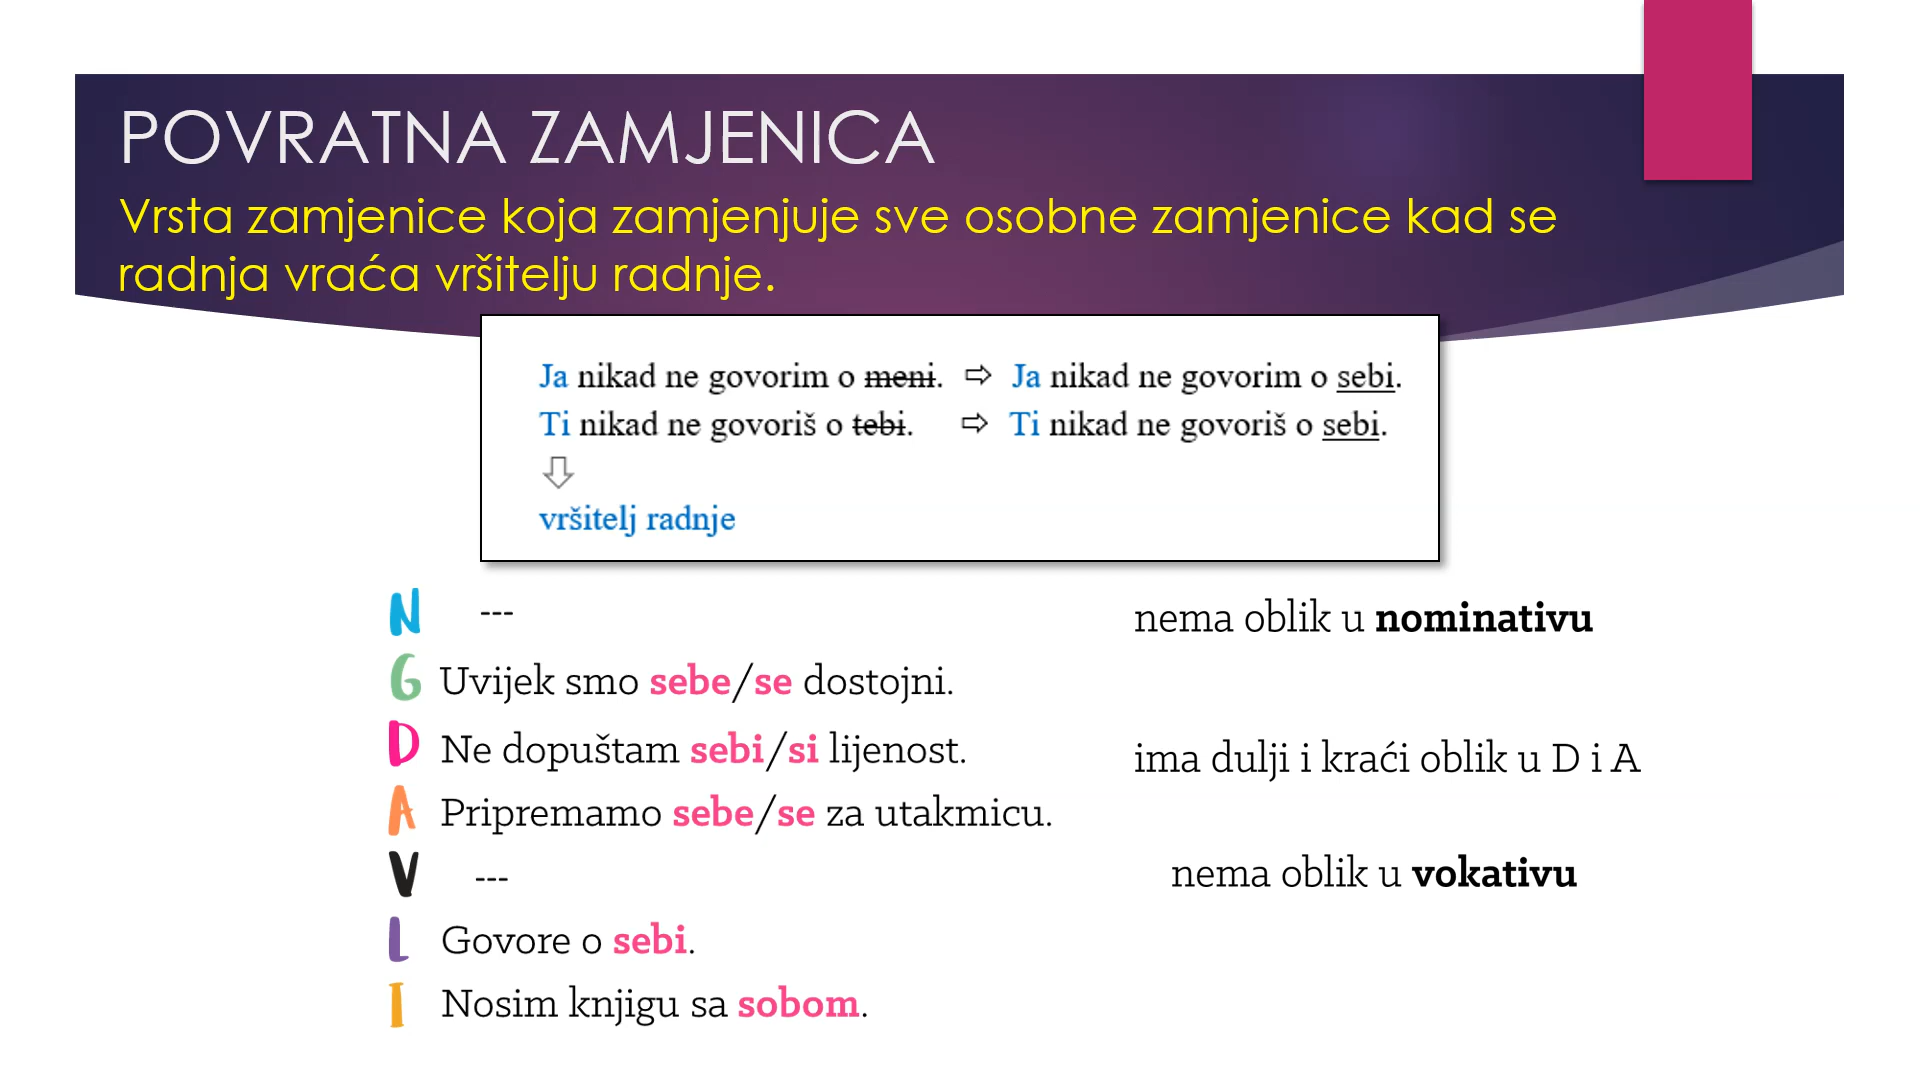 POVRATNA ZAMJENICA
Vrsta zamjenice koja zamjenjuje sve osobne zamjenice kad se
radnja vraća vršitelju radnje.
Ja nikad ne govorim o meni. ⇨ Ja nikad ne govorim o sebi.
Ti nikad ne govoriš o tebi. ⇨ Ti nikad ne govoriš o sebi.
vršitelj radnje
N --- nema oblik u nominativu
G Uvijek smo sebe/se dostojni.
D Ne dopuštam sebi/si lijenost. ima dulji i kraći oblik u D i A
A Pripremamo sebe/se za utakmicu.
V --- nema oblik u vokativu
L Govore o sebi.
I Nosim knjigu sa sobom.